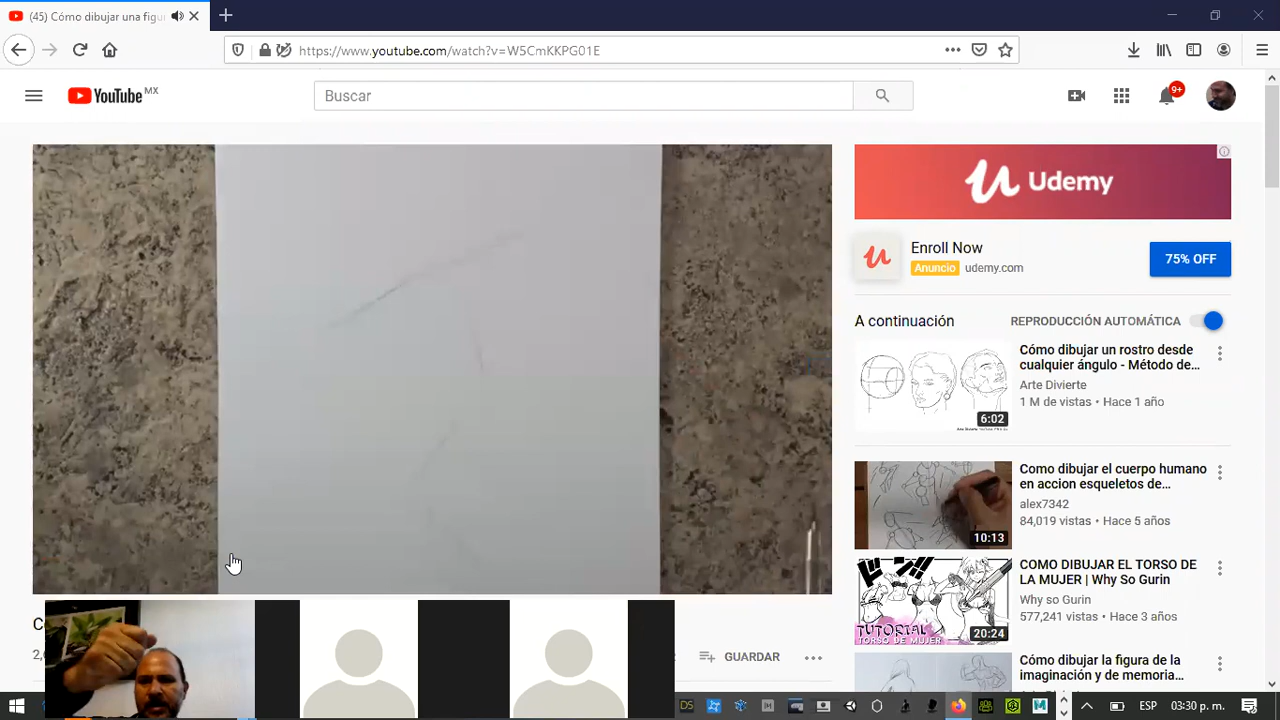 (45) Cómo dibujar una figu
https://www.youtube.com/watch?v=W5CmKKPG01E
YouTube MX
Buscar
9+
Udemy
Enroll Now
Anuncio udemy.com
75% OFF
A continuación
REPRODUCCIÓN AUTOMÁTICA
Cómo dibujar un rostro desde
cualquier ángulo - Método de...
Arte Divierte
1 M de vistas • Hace 1 año
6:02
Como dibujar el cuerpo humano
en accion esqueletos de...
alex7342
84,019 vistas • Hace 5 años
10:13
COMO DIBUJAR EL TORSO DE
LA MUJER | Why So Gurin
Why so Gurin
577,241 vistas • Hace 3 años
TUTORIAL
TORSO DE MUJER
20:24
Cómo dibujar la figura de la
imaginación y de memoria...
GUARDAR
DS
ESP
03:30 p. m.